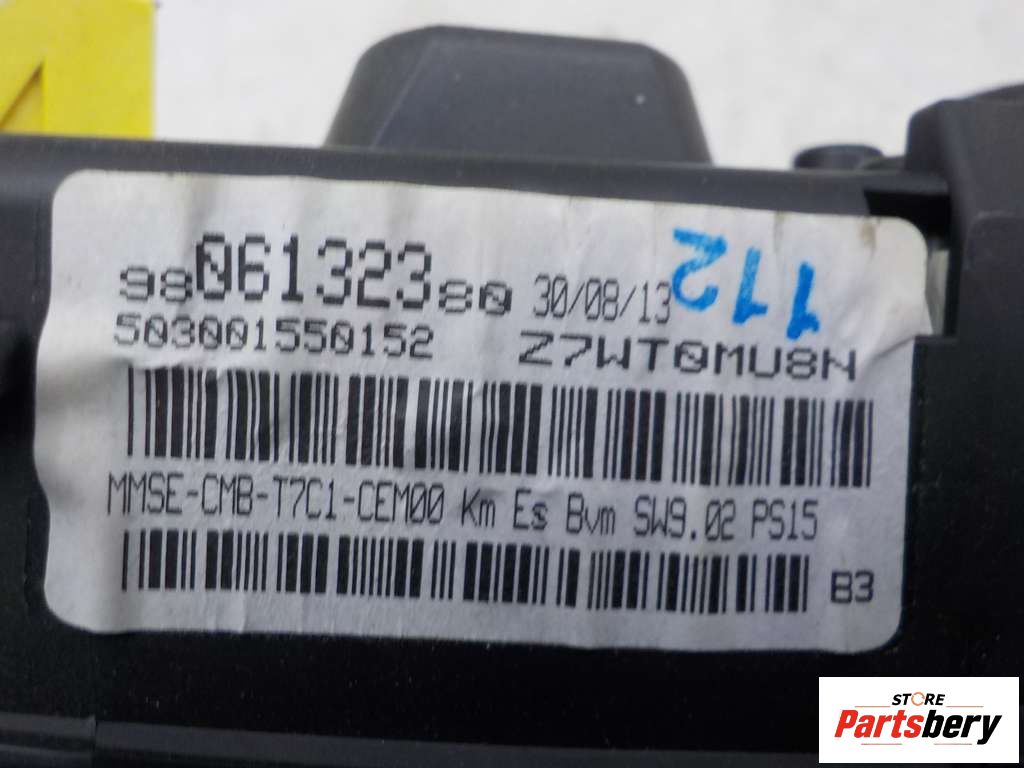 9806132380 30/08/13 112
503001550152 Z7WT0MU8N
MMSE-CMB-T7C1-CEM00 Km Es Bvm SW9.02 PS15
B3
STORE
Partsbery